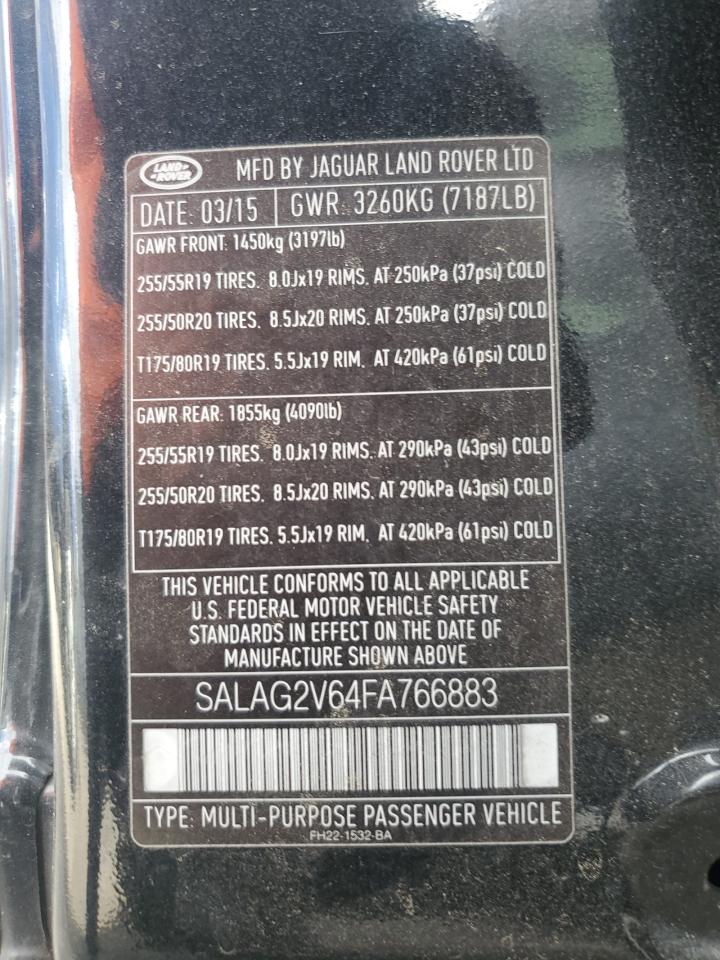 LAND ROVER MFD BY JAGUAR LAND ROVER LTD
DATE: 03/15 GWR: 3260KG (7187LB)
GAWR FRONT: 1450kg (3197lb)
255/55R19 TIRES. 8.0Jx19 RIMS. AT 250kPa (37psi) COLD
255/50R20 TIRES. 8.5Jx20 RIMS. AT 250kPa (37psi) COLD
T175/80R19 TIRES. 5.5Jx19 RIM. AT 420kPa (61psi) COLD
GAWR REAR: 1855kg (4090lb)
255/55R19 TIRES. 8.0Jx19 RIMS. AT 290kPa (43psi) COLD
255/50R20 TIRES. 8.5Jx20 RIMS. AT 290kPa (43psi) COLD
T175/80R19 TIRES. 5.5Jx19 RIM. AT 420kPa (61psi) COLD
THIS VEHICLE CONFORMS TO ALL APPLICABLE
U.S. FEDERAL MOTOR VEHICLE SAFETY
STANDARDS IN EFFECT ON THE DATE OF
MANUFACTURE SHOWN ABOVE
SALAG2V64FA766883
TYPE: MULTI-PURPOSE PASSENGER VEHICLE
FH22-1532-BA